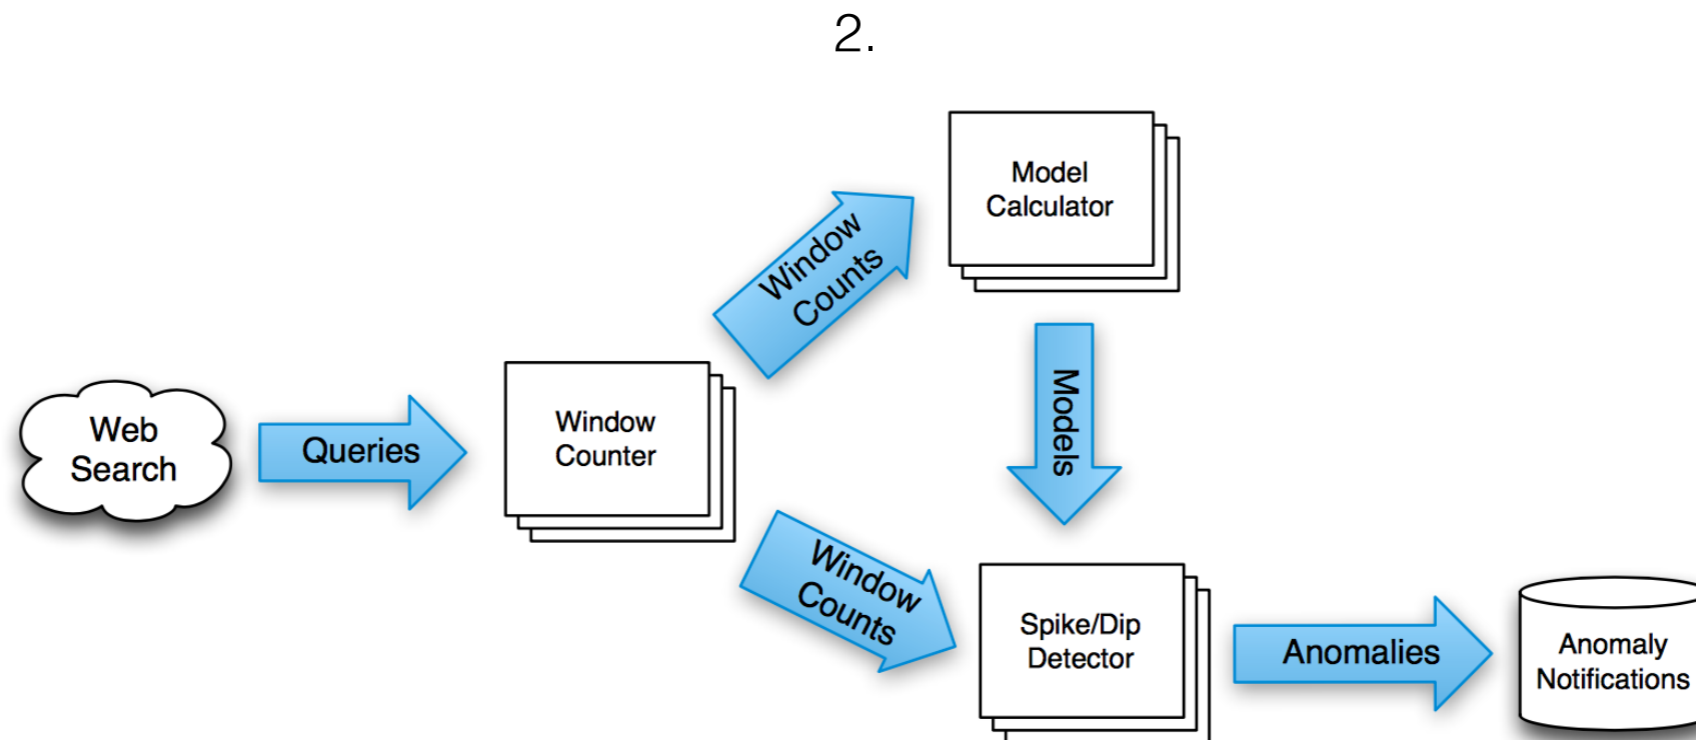 2.
Model
Calculator
Window
Counts
Models
Web
Search
Queries
Window
Counter
Window
Counts
Spike/Dip
Detector
Anomalies
Anomaly
Notifications